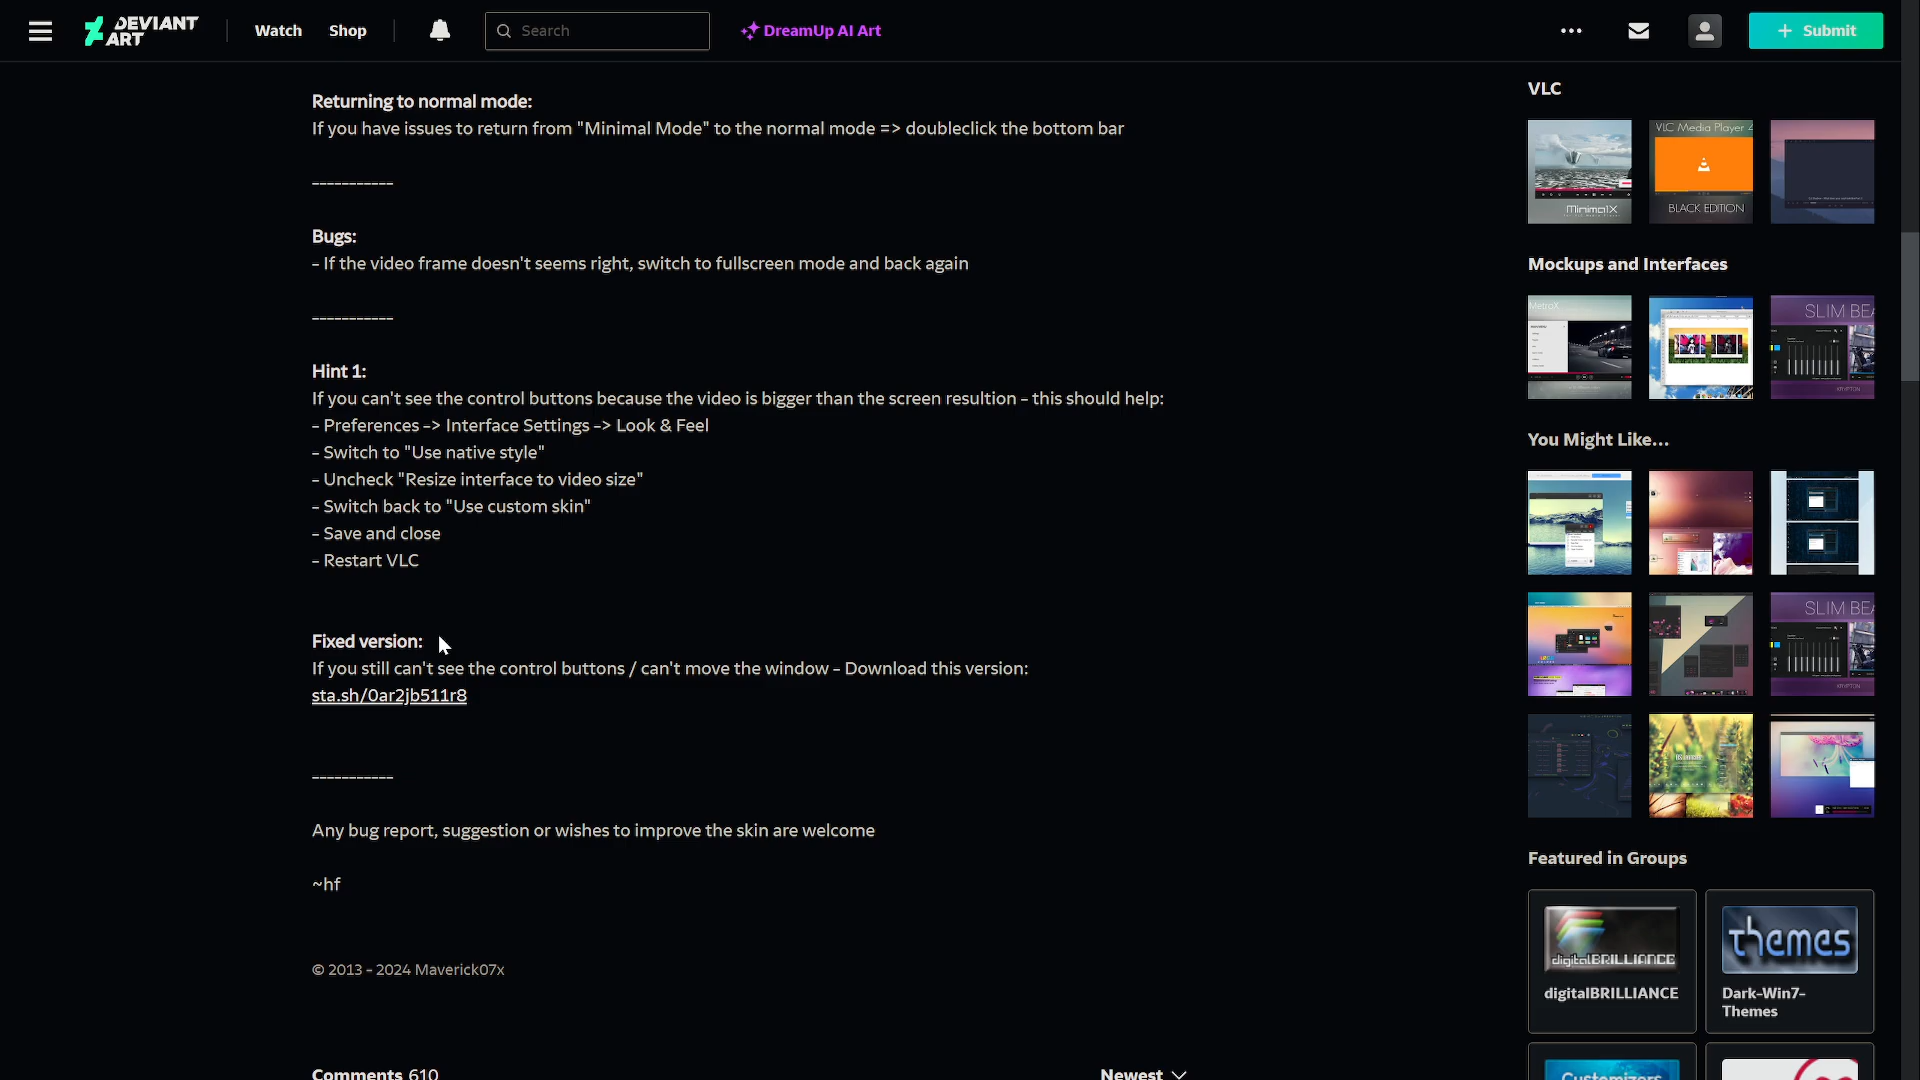 DEVIANT ART
Watch
Shop
Search
DreamUp AI Art
Submit
Returning to normal mode:
If you have issues to return from "Minimal Mode" to the normal mode => doubleclick the bottom bar
-----------
Bugs:
- If the video frame doesn't seems right, switch to fullscreen mode and back again
-----------
Hint 1:
If you can't see the control buttons because the video is bigger than the screen resultion - this should help:
- Preferences -> Interface Settings -> Look & Feel
- Switch to "Use native style"
- Uncheck "Resize interface to video size"
- Switch back to "Use custom skin"
- Save and close
- Restart VLC
Fixed version:
If you still can't see the control buttons / can't move the window - Download this version:
sta.sh/0ar2jb511r8
-----------
Any bug report, suggestion or wishes to improve the skin are welcome
~hf
© 2013 - 2024 Maverick07x
Comments 610
Newest
VLC
MinimalX
VLC Media Player 4
BLACK EDITION
Mockups and Interfaces
MetroX
SLIM BEA
KRYPTON
You Might Like...
SLIM BEA
KRYPTON
Featured in Groups
digitalBRILLIANCE
digitalBRILLIANCE
themes
Dark-Win7-
Themes
Customizers